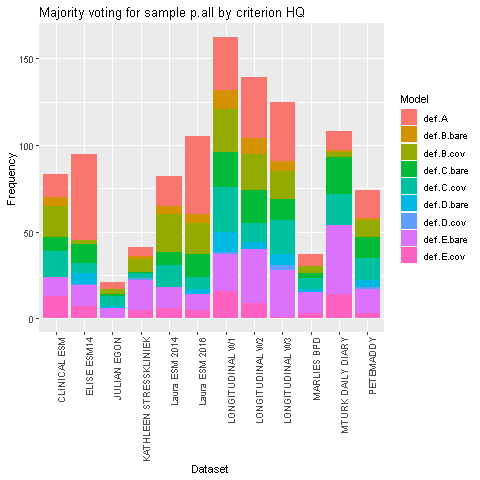 Majority voting for sample p.all by criterion HQ
Frequency
150
100
50
0
CLINICAL ESM
ELISE ESM14
JULIAN EGON
KATHLEEN STRESSKLINIEK
Laura ESM 2014
Laura ESM 2016
LONGITUDINAL W1
LONGITUDINAL W2
LONGITUDINAL W3
MARLIES BPD
MTURK DAILY DIARY
PETEMADDY
Dataset
Model
def.A
def.B.bare
def.B.cov
def.C.bare
def.C.cov
def.D.bare
def.D.cov
def.E.bare
def.E.cov